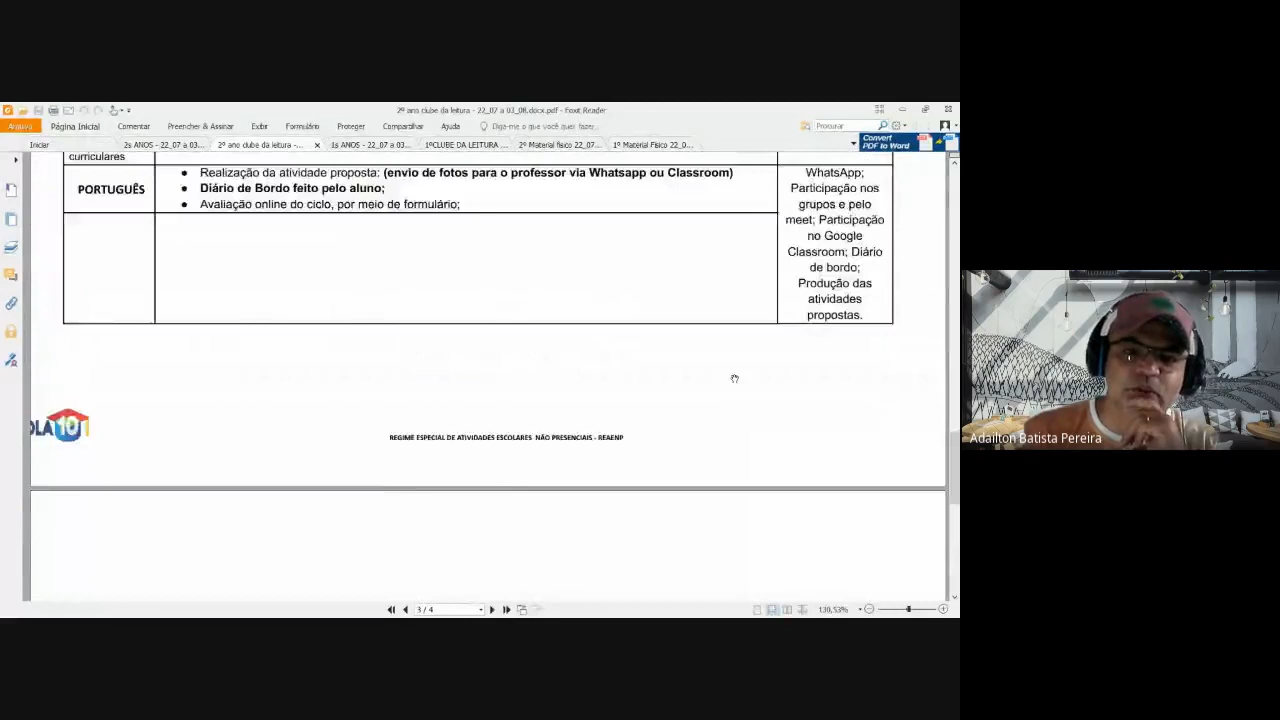 2º ano clube da leitura - 22_07 a 03_08.docx.pdf - Foxit Reader
Arquivo Página Inicial Comentar Preencher & Assinar Exibir Formulário Proteger Compartilhar Ajuda Diga-me o que você quer fazer... Procurar
Convert
PDF to Word
Iniciar 2s ANOS - 22_07 a 03... 2º ano clube da leitura -... 1s ANOS - 22_07 a 03... 1ºCLUBE DA LEITURA ... 2º Material fisico 22_07... 1º Material Fisico 22_0...
curriculares
PORTUGUÊS
● Realização da atividade proposta; (envio de fotos para o professor via Whatsapp ou Classroom)
● Diário de Bordo feito pelo aluno;
● Avaliação online do ciclo, por meio de formulário;
WhatsApp;
Participação nos
grupos e pelo
meet; Participação
no Google
Classroom; Diário
de bordo;
Produção das
atividades
propostas.
OLA 10
REGIME ESPECIAL DE ATIVIDADES ESCOLARES NÃO PRESENCIAIS - REAENP
3 / 4
130,53%
Adailton Batista Pereira